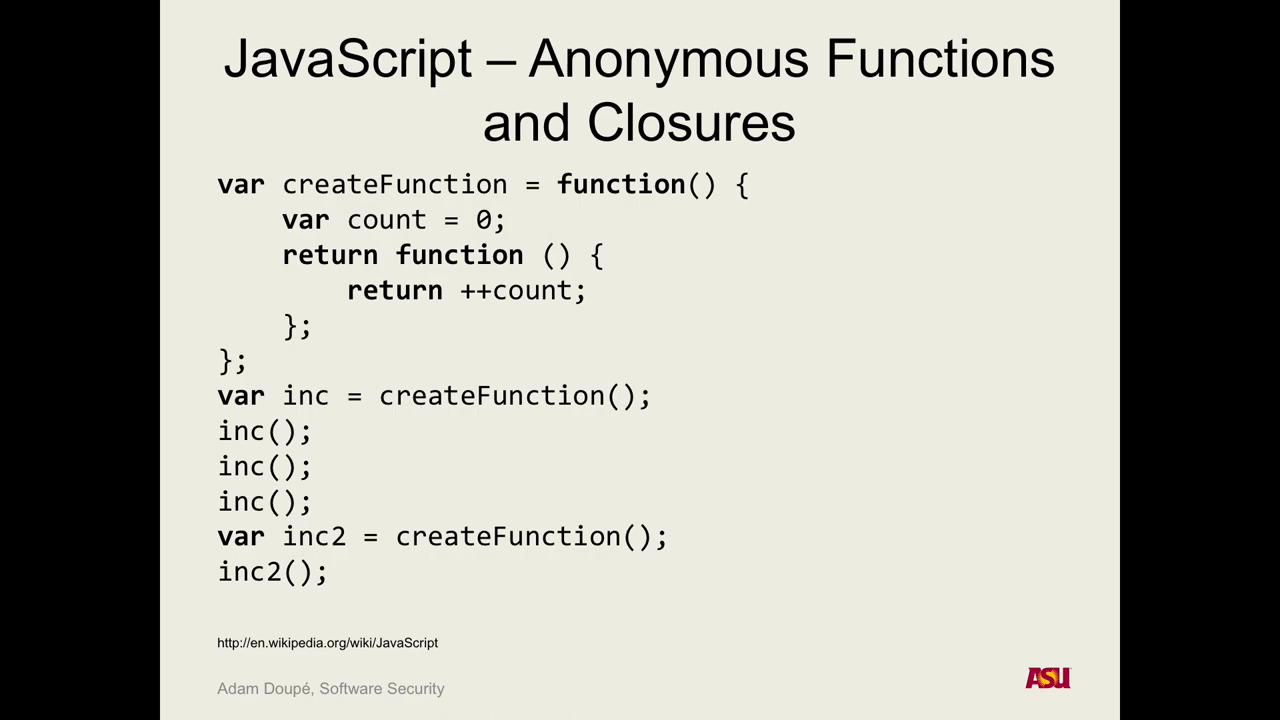 JavaScript – Anonymous Functions
and Closures
var createFunction = function() {
    var count = 0;
    return function () {
        return ++count;
    };
};
var inc = createFunction();
inc();
inc();
inc();
var inc2 = createFunction();
inc2();
http://en.wikipedia.org/wiki/JavaScript
Adam Doupé, Software Security
ASU